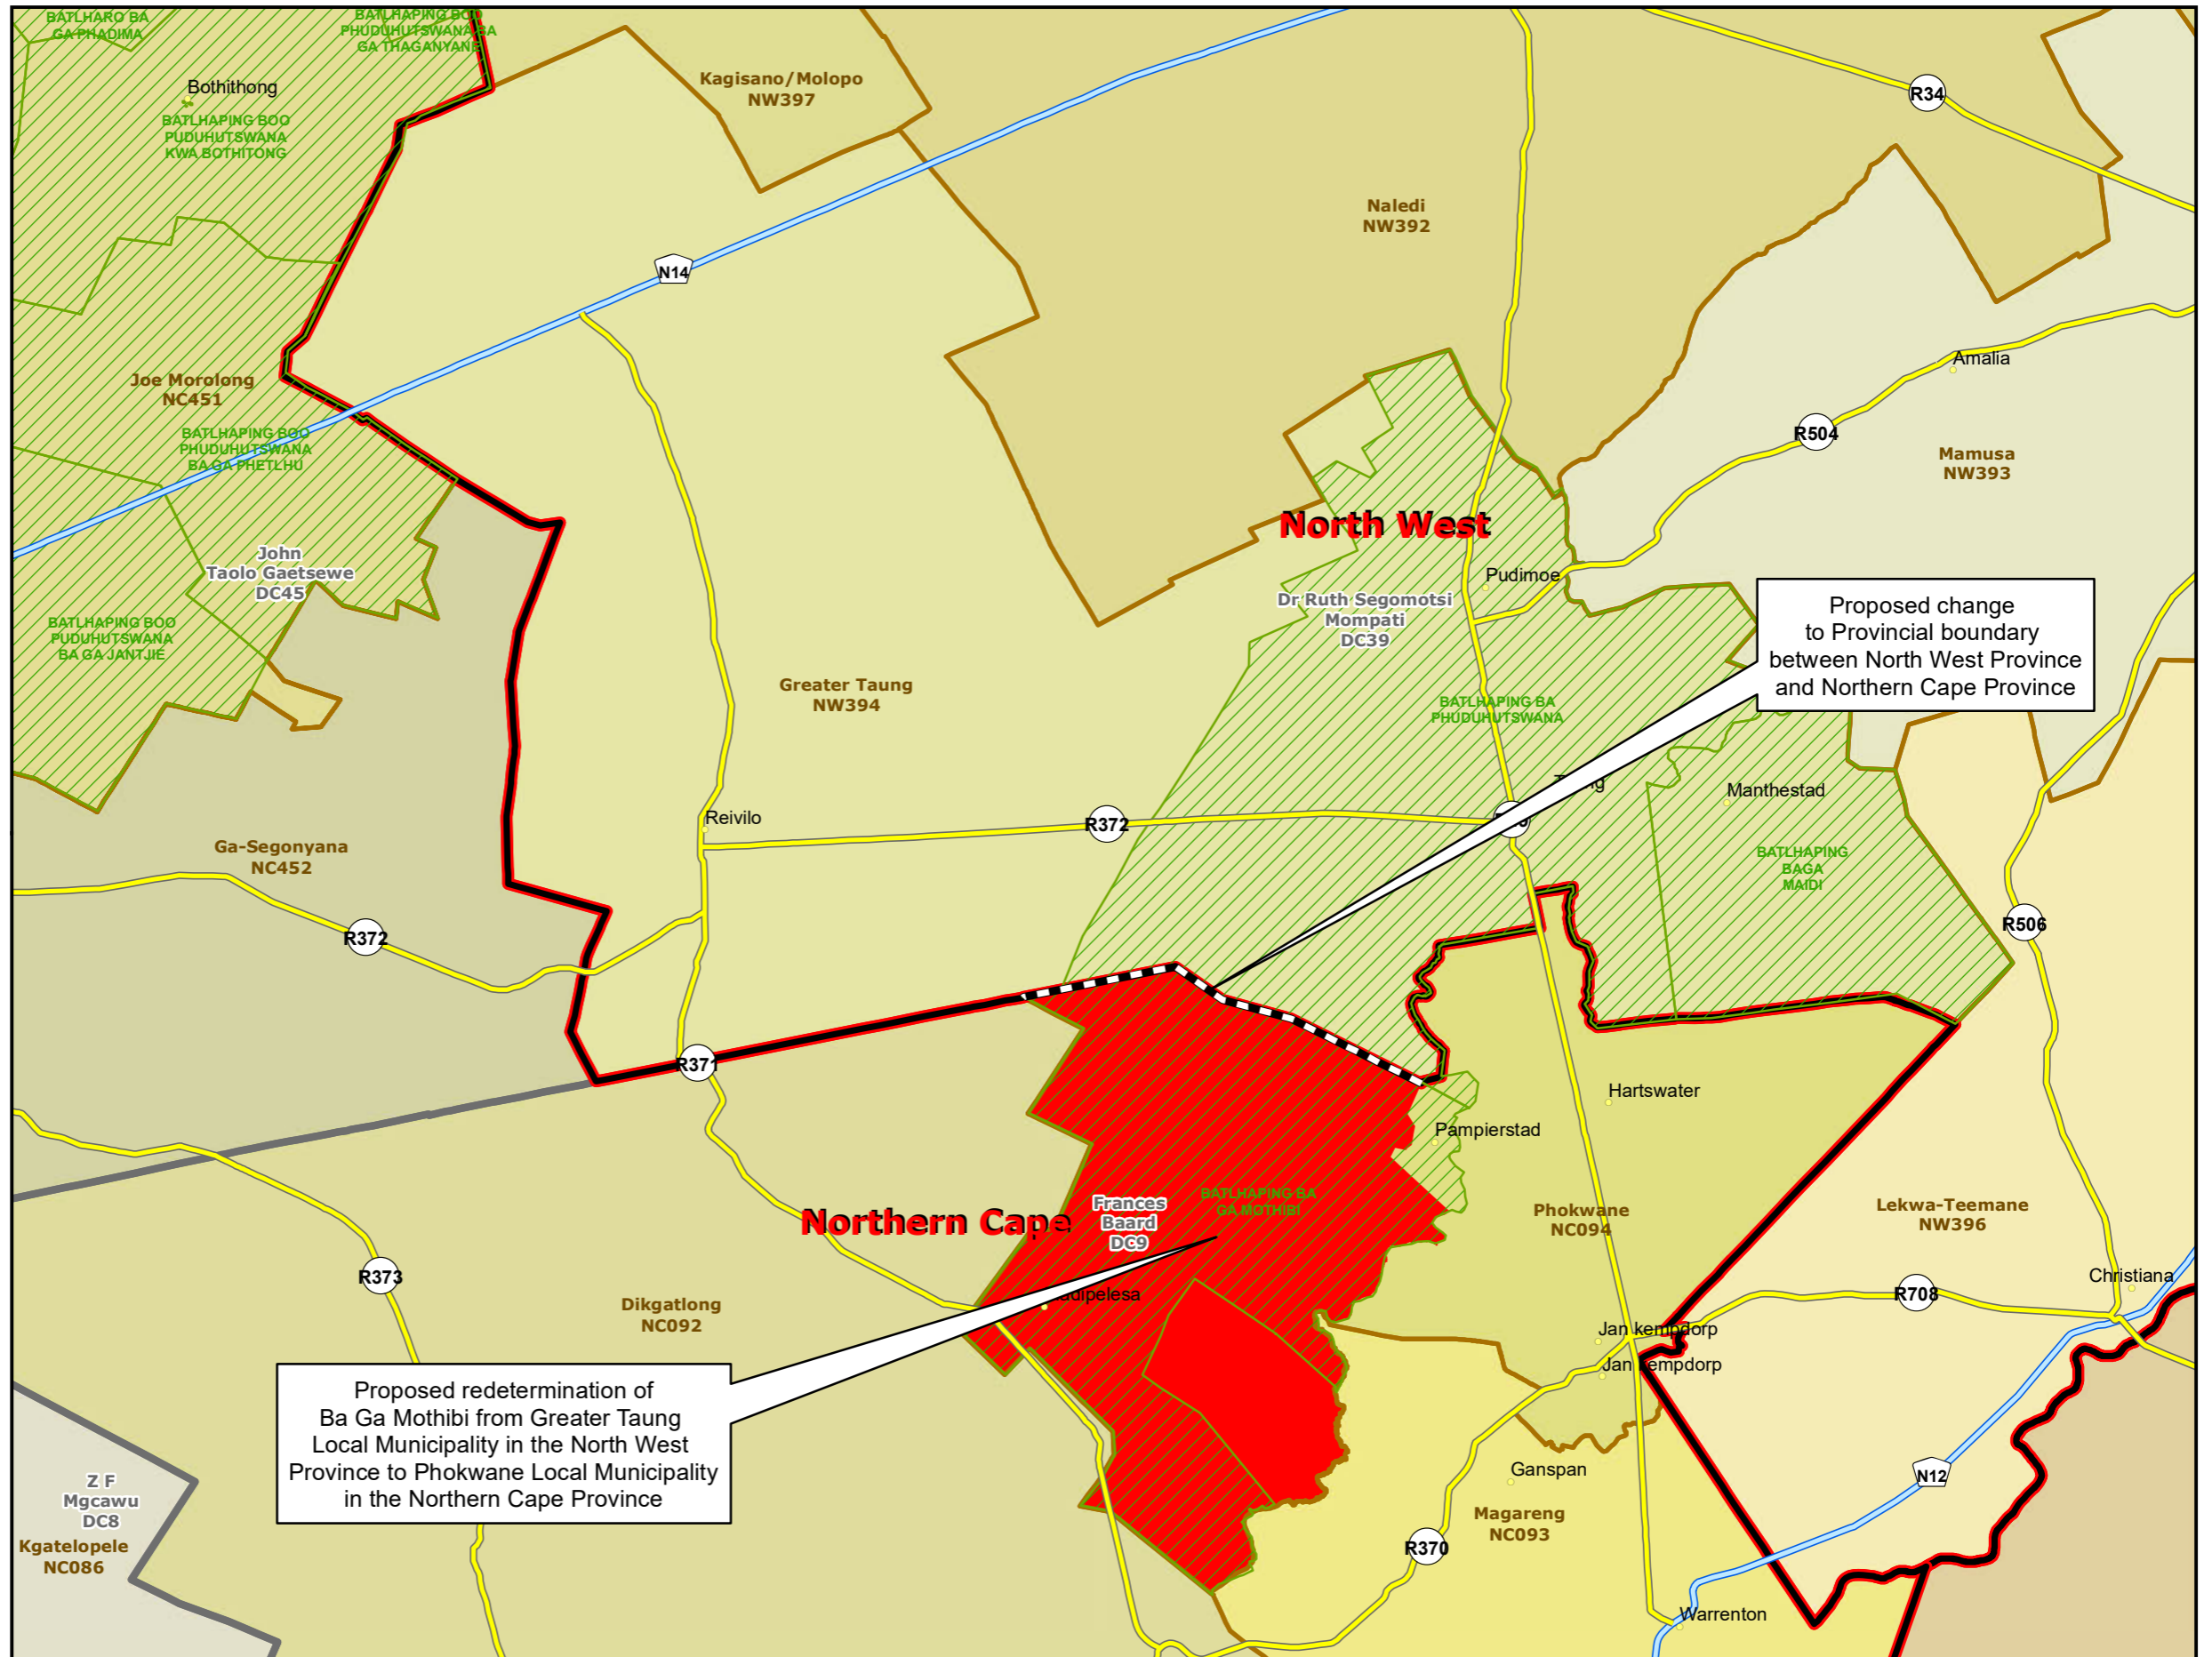 BATLHARO BA
GA PHADIMA
BATLHAPING BOO
PHUDUHUTSWANA BA
GA THAGANYANE
Bothithong
BATLHAPING BOO
PUDUHUTSWANA
KWA BOTHITONG
Kagisano/Molopo
NW397
R34
Naledi
NW392
N14
Amalia
Joe Morolong
NC451
R504
BATLHAPING BOO
PHUDUHUTSWANA
BA GA PHETLHU
Mamusa
NW393
North West
John
Taolo Gaetsewe
DC45
Pudimoe
Dr Ruth Segomotsi
Mompati
DC39
Proposed change
to Provincial boundary
between North West Province
and Northern Cape Province
BATLHAPING BOO
PUDUHUTSWANA
BA GA JANTJIE
Greater Taung
NW394
BATLHAPING BA
PHUDUHUTSWANA
Manthestad
Reivilo
R372
Ga-Segonyana
NC452
BATLHAPING
BAGA
MAIDI
R372
R506
R371
Hartswater
Pampierstad
Northern Cape
Frances
Baard
DC9
BATLHAPING BA
GA MOTHIBI
Phokwane
NC094
Lekwa-Teemane
NW396
R373
Christiana
R708
Dikgatlong
NC092
Jan kempdorp
Jan kempdorp
Proposed redetermination of
Ba Ga Mothibi from Greater Taung
Local Municipality in the North West
Province to Phokwane Local Municipality
in the Northern Cape Province
Ganspan
N12
Z F
Mgcawu
DC8
Magareng
NC093
Kgatelopele
NC086
R370
Warrenton